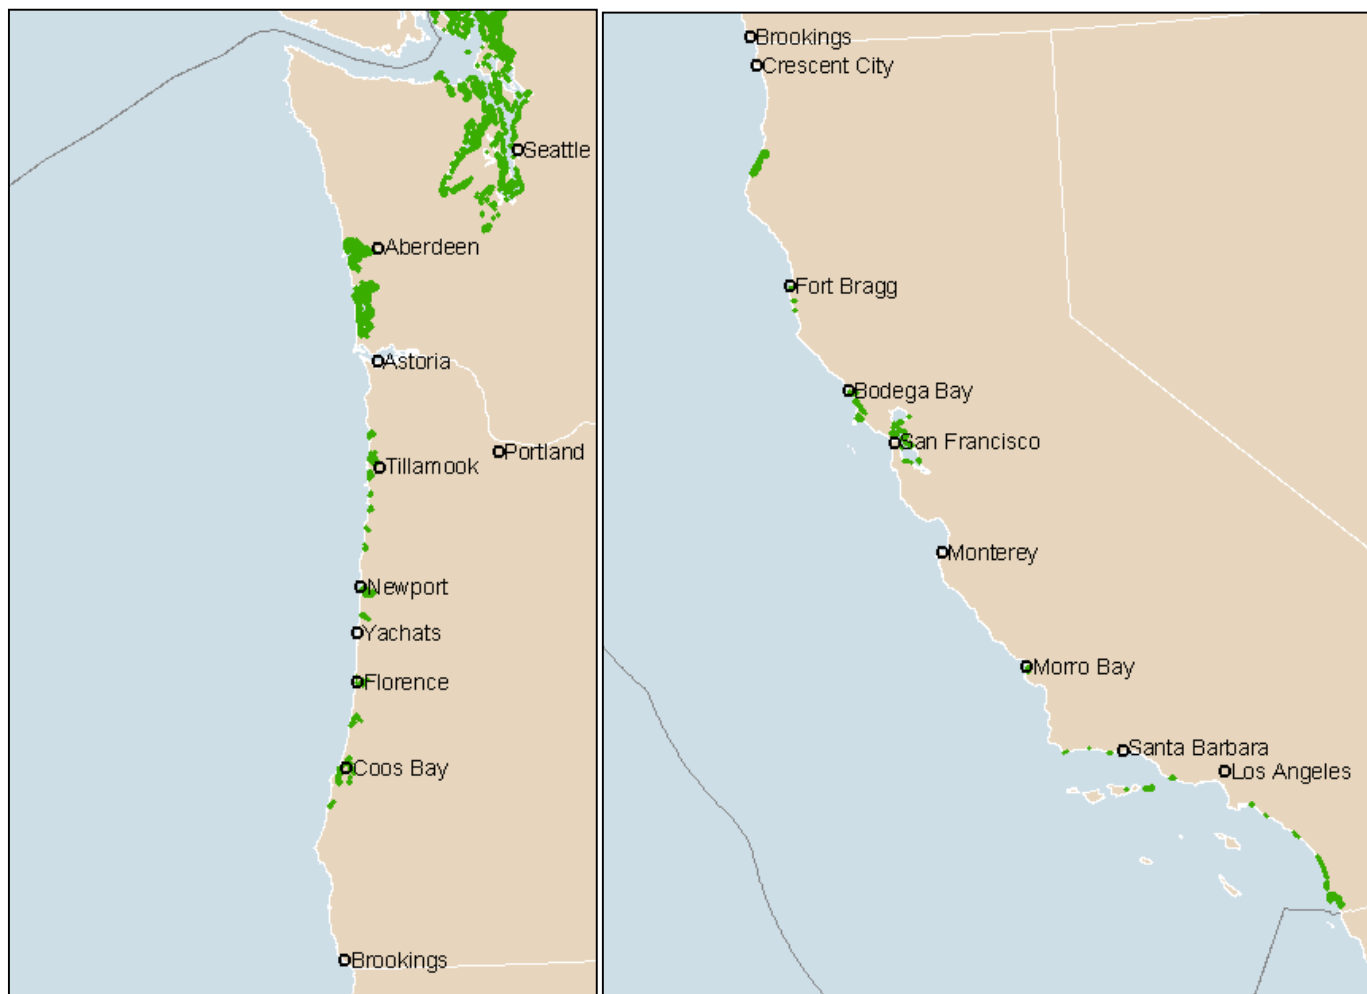 Seattle
Aberdeen
Astoria
Portland
Tillamook
Newport
Yachats
Florence
Coos Bay
Brookings
Brookings
Crescent City
Fort Bragg
Bodega Bay
San Francisco
Monterey
Morro Bay
Santa Barbara
Los Angeles